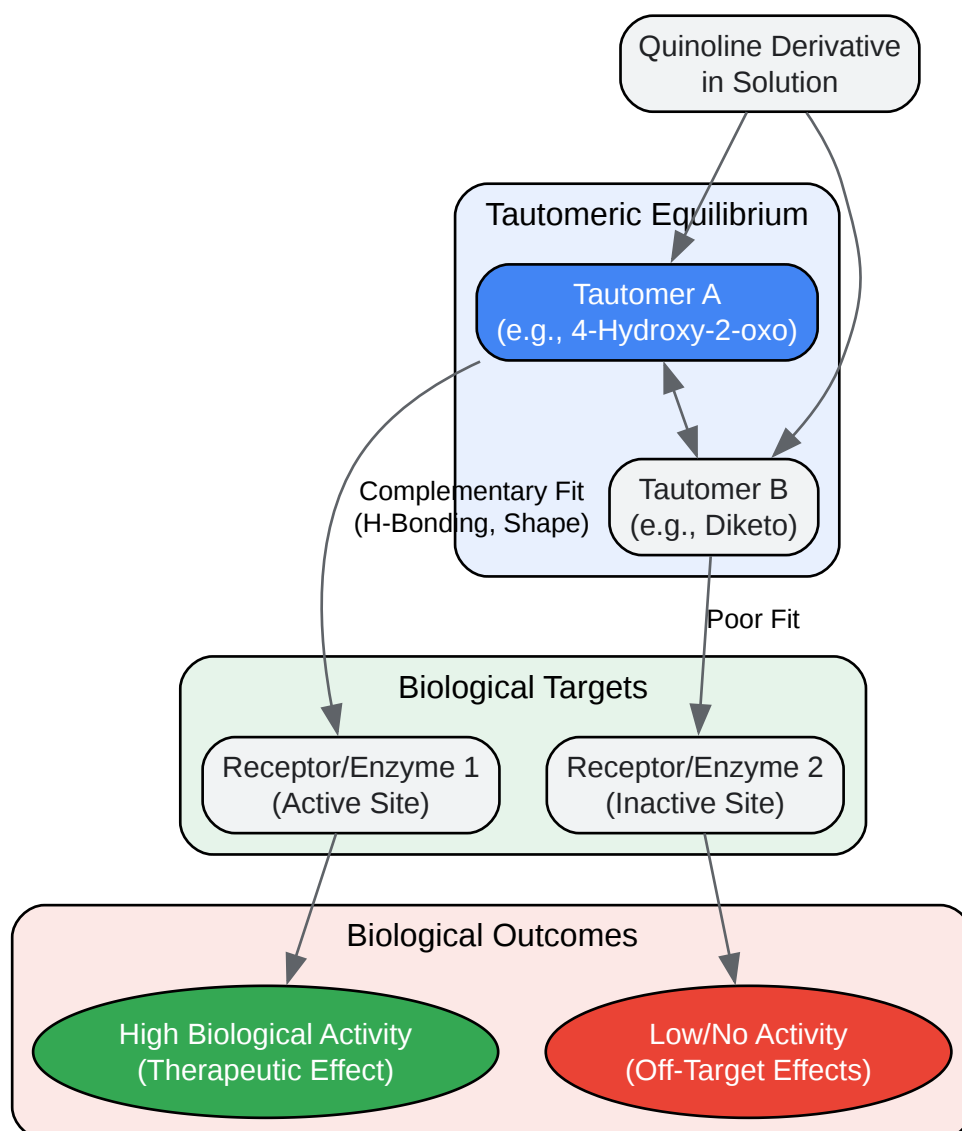 Quinoline Derivative
in Solution
Tautomeric Equilibrium
Tautomer A
(e.g., 4-Hydroxy-2-oxo)
Complementary Fit
(H-Bonding, Shape)
Tautomer B
(e.g., Diketo)
Poor Fit
Biological Targets
Receptor/Enzyme 1
(Active Site)
Receptor/Enzyme 2
(Inactive Site)
Biological Outcomes
High Biological Activity
(Therapeutic Effect)
Low/No Activity
(Off-Target Effects)